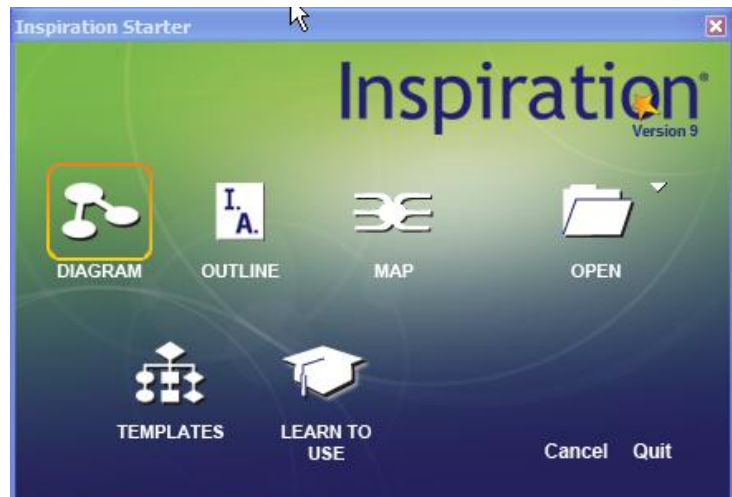 Inspiration Starter
Inspiration®
Version 9
I.
A.
DIAGRAM
OUTLINE
MAP
OPEN
TEMPLATES
LEARN TO
USE
Cancel
Quit